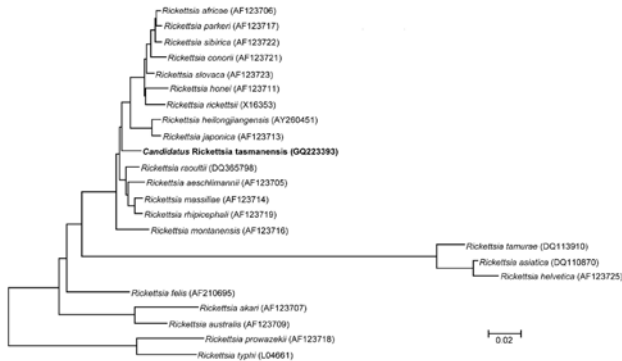 Rickettsia africae (AF123706)
Rickettsia parkeri (AF123717)
Rickettsia sibirica (AF123722)
Rickettsia conorii (AF123721)
Rickettsia slovaca (AF123723)
Rickettsia honei (AF123711)
Rickettsia rickettsii (X16353)
Rickettsia heilongjiangensis (AY260451)
Rickettsia japonica (AF123713)
Candidatus Rickettsia tasmanensis (GQ223393)
Rickettsia raoultii (DQ365798)
Rickettsia aeschlimannii (AF123705)
Rickettsia massiliae (AF123714)
Rickettsia rhipicephali (AF123719)
Rickettsia montanensis (AF123716)
Rickettsia tamurae (DQ113910)
Rickettsia asiatica (DQ110870)
Rickettsia helvetica (AF123725)
Rickettsia felis (AF210695)
Rickettsia akari (AF123707)
Rickettsia australis (AF123709)
Rickettsia prowazekii (AF123718)
Rickettsia typhi (L04661)
0.02